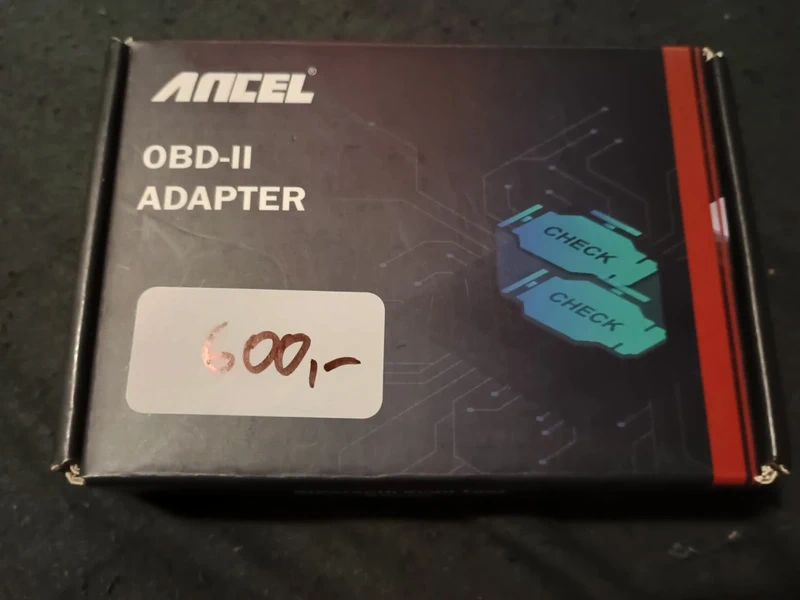 ANCEL®
OBD-II
ADAPTER
CHECK
CHECK
600,-